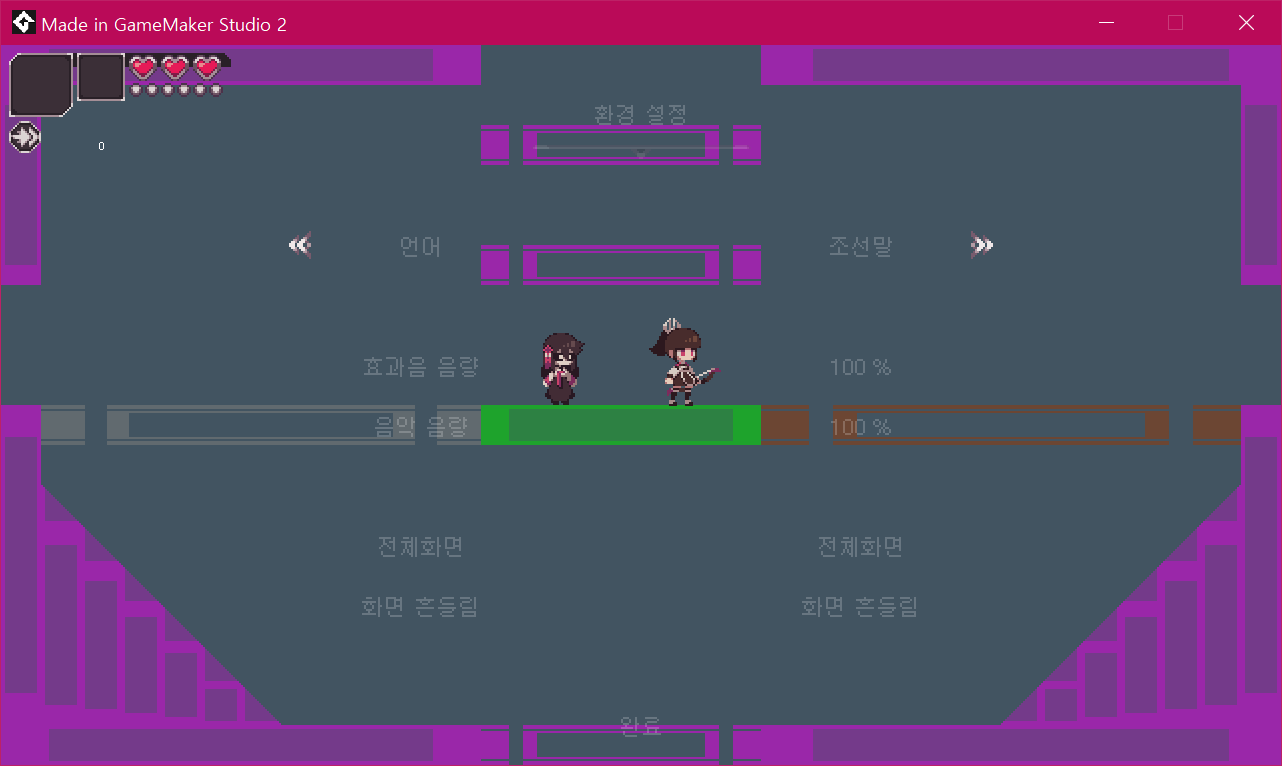 Made in GameMaker Studio 2
0
환경 설정
언어 조선말
효과음 음량 100 %
음악 음량 100 %
전체화면 전체화면
화면 흔들림 화면 흔들림
완료